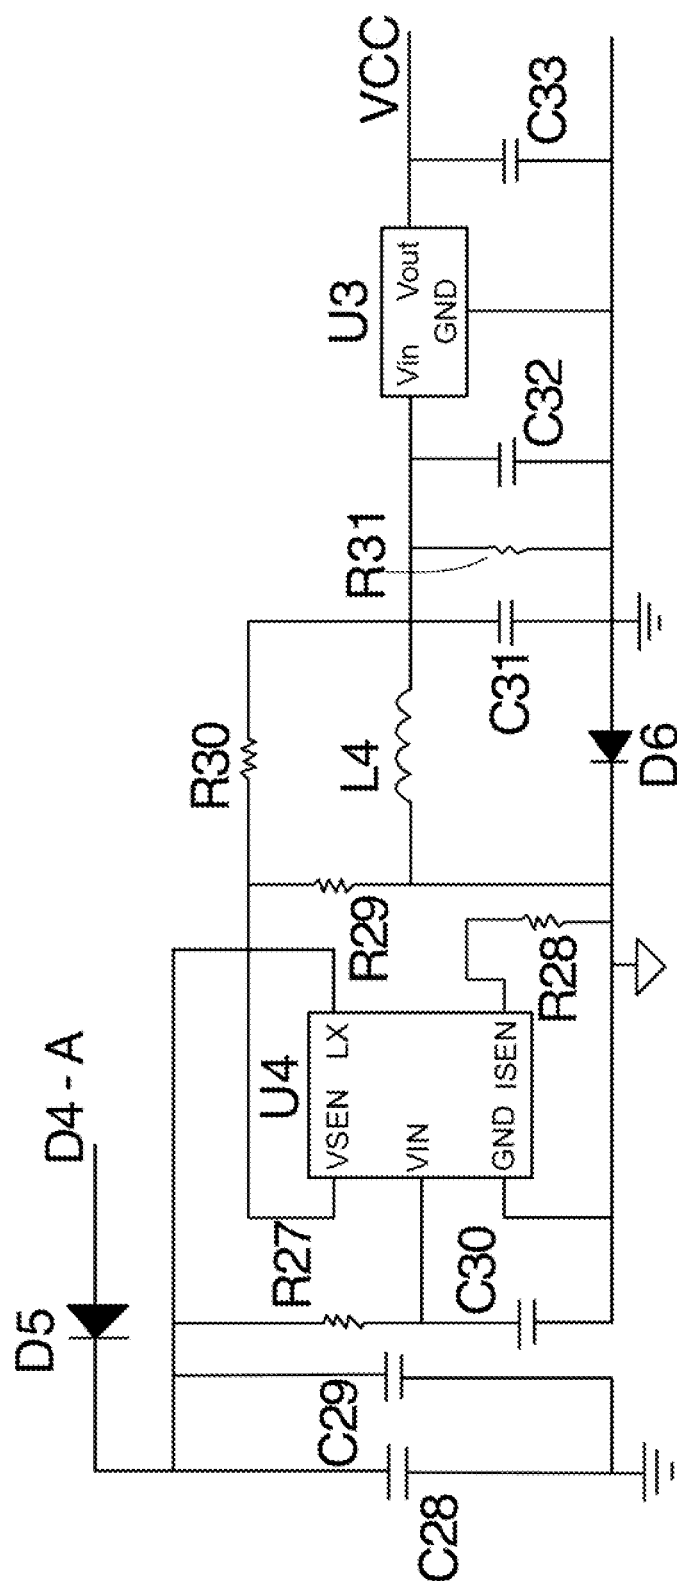 D5
D4 - A
C28
C29
R27
C30
U4
VSEN LX
VIN
GND ISEN
R28
R29
R30
L4
D6
C31
R31
C32
U3
Vin Vout
GND
VCC
C33